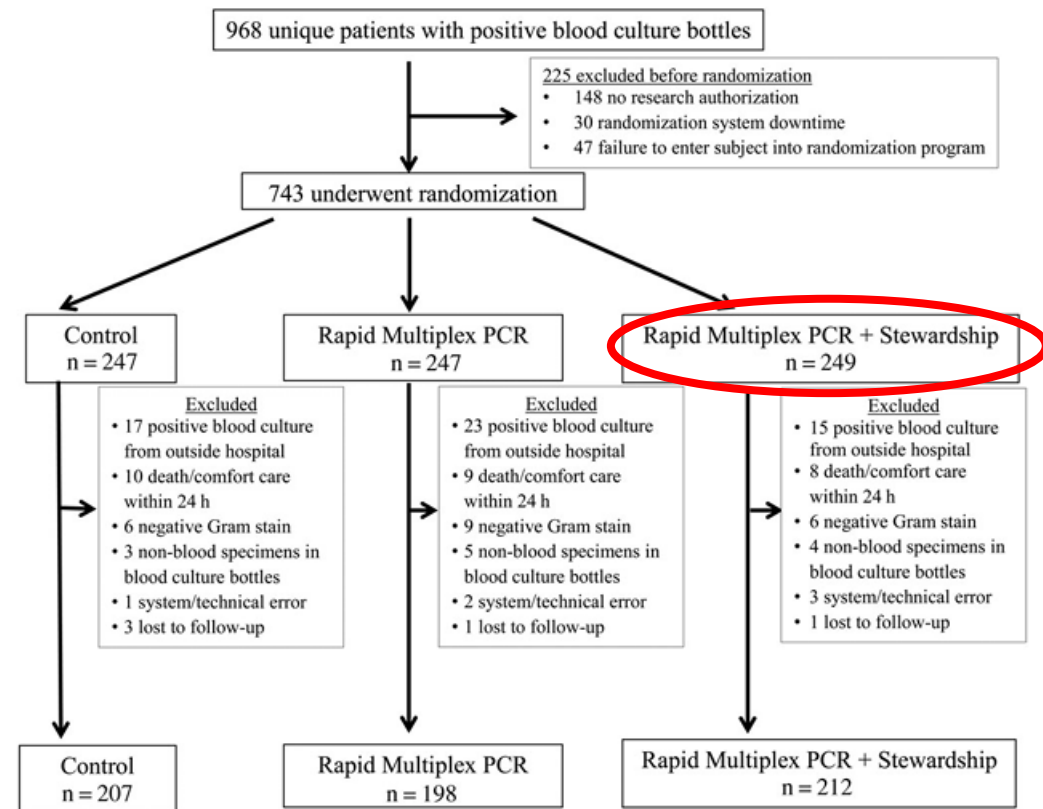 968 unique patients with positive blood culture bottles
225 excluded before randomization
• 148 no research authorization
• 30 randomization system downtime
• 47 failure to enter subject into randomization program
743 underwent randomization
Control
n = 247
Rapid Multiplex PCR
n = 247
Rapid Multiplex PCR + Stewardship
n = 249
Excluded
• 17 positive blood culture
from outside hospital
• 10 death/comfort care
within 24 h
• 6 negative Gram stain
• 3 non-blood specimens in
blood culture bottles
• 1 system/technical error
• 3 lost to follow-up
Excluded
• 23 positive blood culture
from outside hospital
• 9 death/comfort care
within 24 h
• 9 negative Gram stain
• 5 non-blood specimens in
blood culture bottles
• 2 system/technical error
• 1 lost to follow-up
Excluded
• 15 positive blood culture
from outside hospital
• 8 death/comfort care
within 24 h
• 6 negative Gram stain
• 4 non-blood specimens in
blood culture bottles
• 3 system/technical error
• 1 lost to follow-up
Control
n = 207
Rapid Multiplex PCR
n = 198
Rapid Multiplex PCR + Stewardship
n = 212